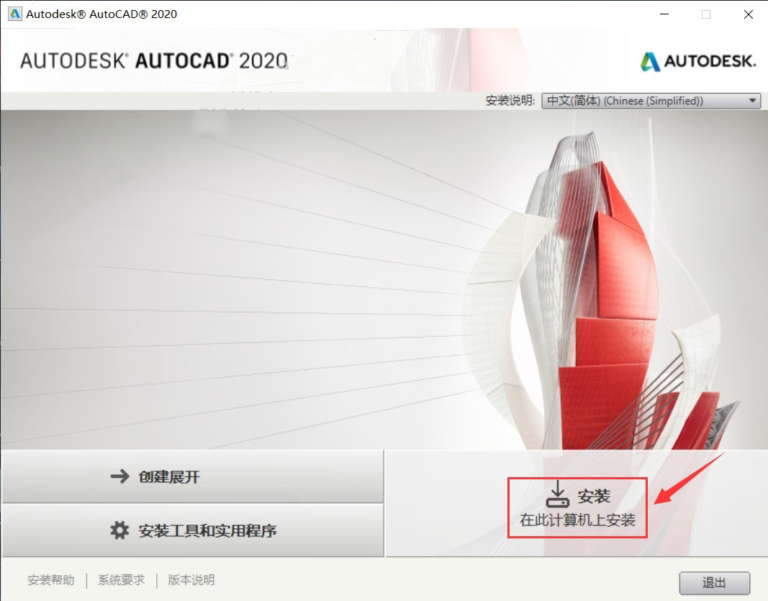 Autodesk® AutoCAD® 2020
AUTODESK® AUTOCAD® 2020
AUTODESK.
安装说明: 中文(简体) (Chinese (Simplified))
创建展开
安装工具和实用程序
安装
在此计算机上安装
安装帮助 | 系统要求 | 版本说明
退出